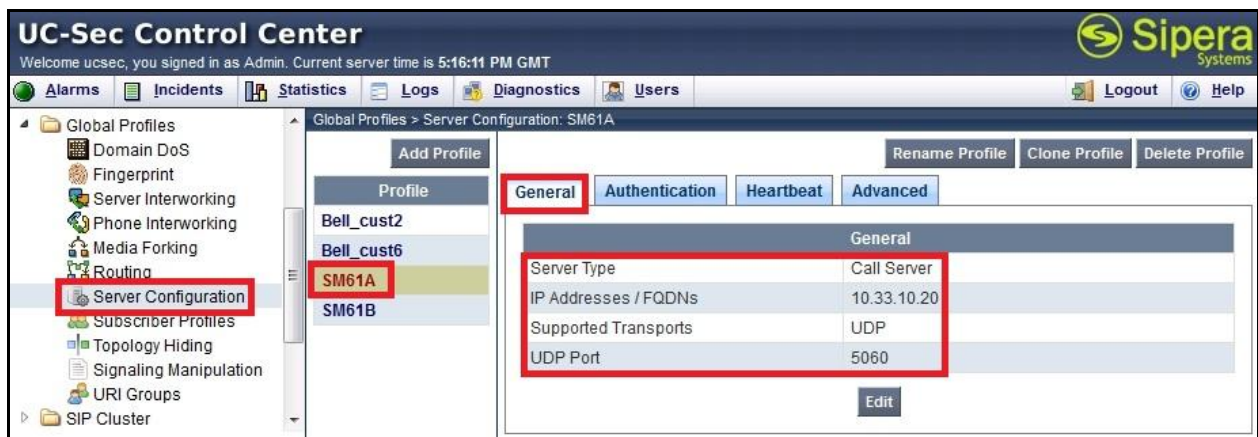 UC-Sec Control Center
Sipera
Systems
Welcome ucsec, you signed in as Admin. Current server time is 5:16:11 PM GMT
Alarms Incidents Statistics Logs Diagnostics Users Logout Help
Global Profiles
Domain DoS
Fingerprint
Server Interworking
Phone Interworking
Media Forking
Routing
Server Configuration
Subscriber Profiles
Topology Hiding
Signaling Manipulation
URI Groups
SIP Cluster
Global Profiles > Server Configuration: SM61A
Add Profile
Profile
Bell_cust2
Bell_cust6
SM61A
SM61B
Rename Profile Clone Profile Delete Profile
General Authentication Heartbeat Advanced
General
Server Type Call Server
IP Addresses / FQDNs 10.33.10.20
Supported Transports UDP
UDP Port 5060
Edit